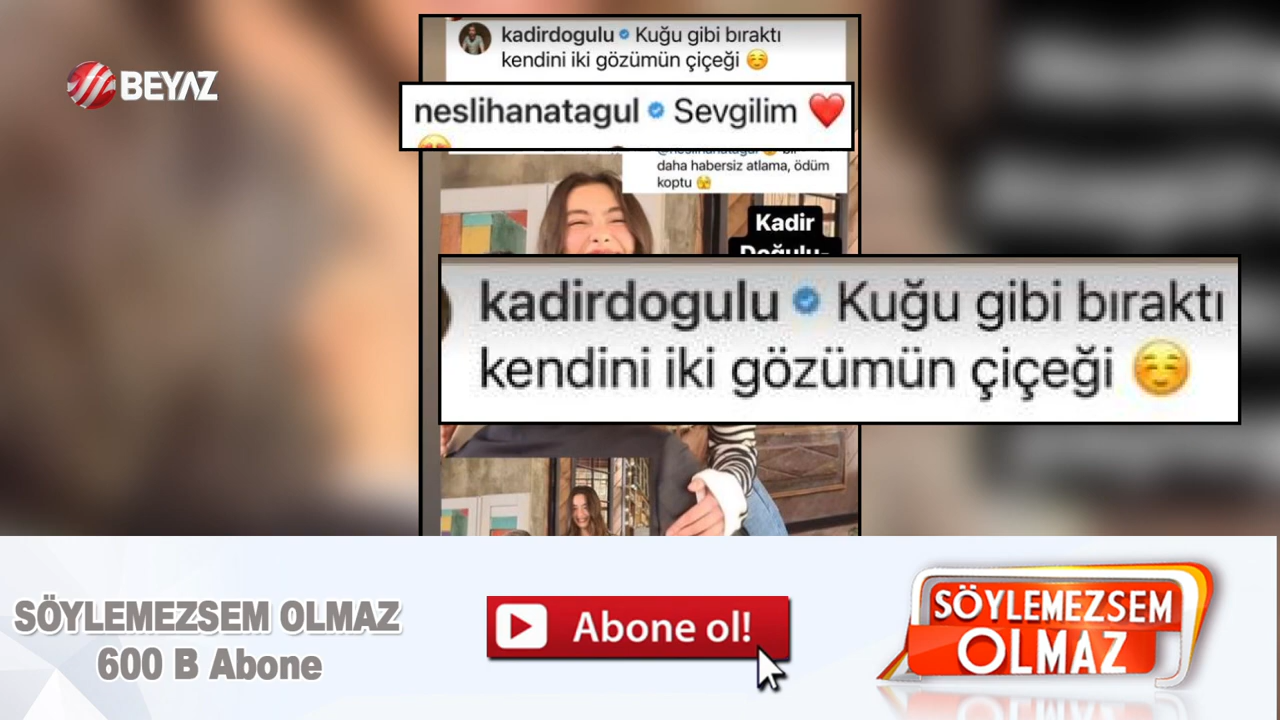 kadirdogulu Kuğu gibi bıraktı
kendini iki gözümün çiçeği ☺️
BEYAZ
neslihanatagul Sevgilim ❤️
daha habersiz atlama, ödüm
koptu 🫣
Kadir
Doğulu-
kadirdogulu Kuğu gibi bıraktı
kendini iki gözümün çiçeği ☺️
SÖYLEMEZSEM OLMAZ
600 B Abone
Abone ol!
SÖYLEMEZSEM
OLMAZ